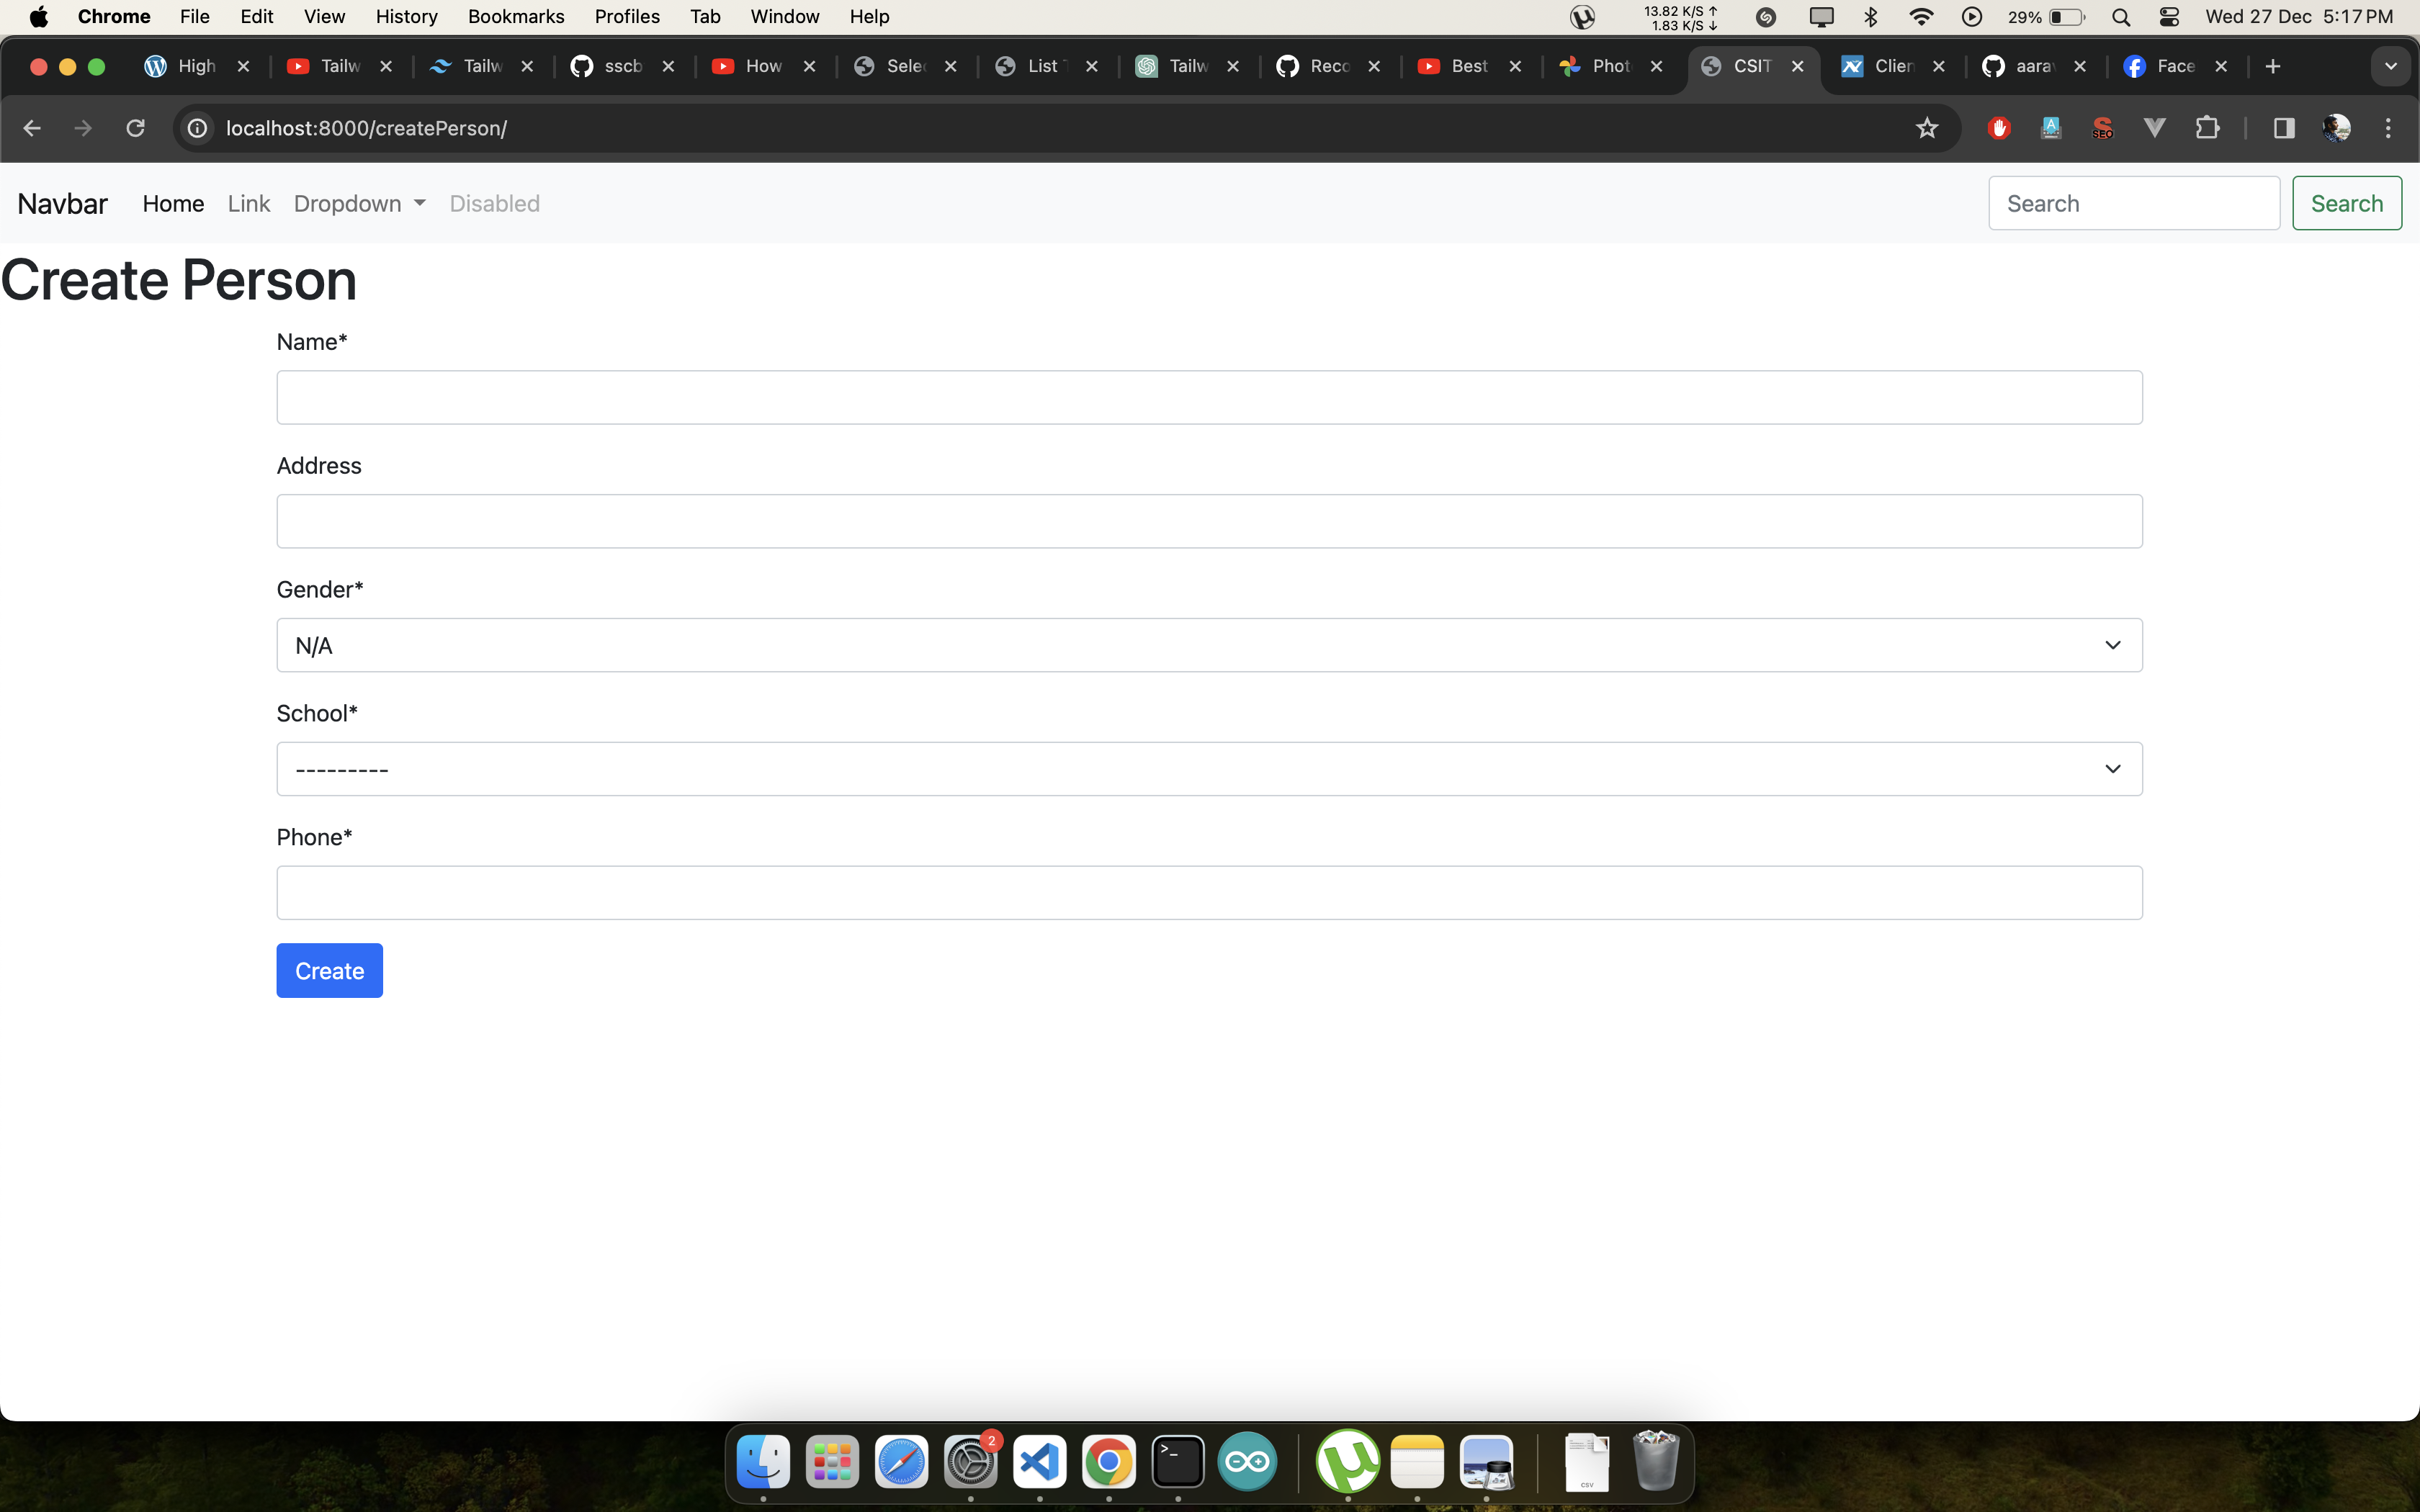 Chrome File Edit View History Bookmarks Profiles Tab Window Help 13.82 K/S ↑ 29% Wed 27 Dec 5:17 PM
1.83 K/S ↓
High Tailw Tailw sscb How Sele List Tailw Reco Best Phot CSIT Clien aarav Face
localhost:8000/createPerson/ A SEO
Navbar Home Link Dropdown Disabled Search Search
Create Person
Name*
Address
Gender*
N/A
School*
---------
Phone*
Create
2
>_
CSV